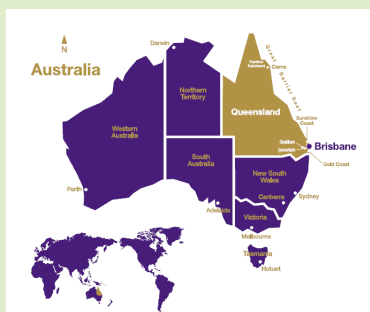 N
Australia
Darwin
Great Barrier Reef
Cairns
Northern
Territory
Queensland
Sunshine
Coast
Western
Australia
Gatton
Ipswich
Brisbane
South
Australia
Gold Coast
New South
Wales
Perth
Canberra
Sydney
Adelaide
Victoria
Melbourne
Tasmania
Hobart